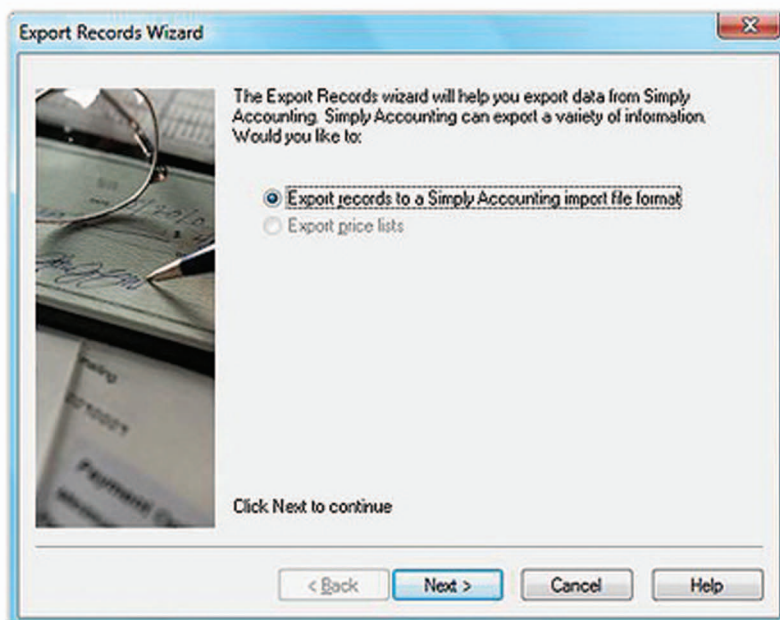 Export Records Wizard
The Export Records wizard will help you export data from Simply
Accounting. Simply Accounting can export a variety of information.
Would you like to:
Export records to a Simply Accounting import file format
Export price lists
Click Next to continue
< Back
Next >
Cancel
Help